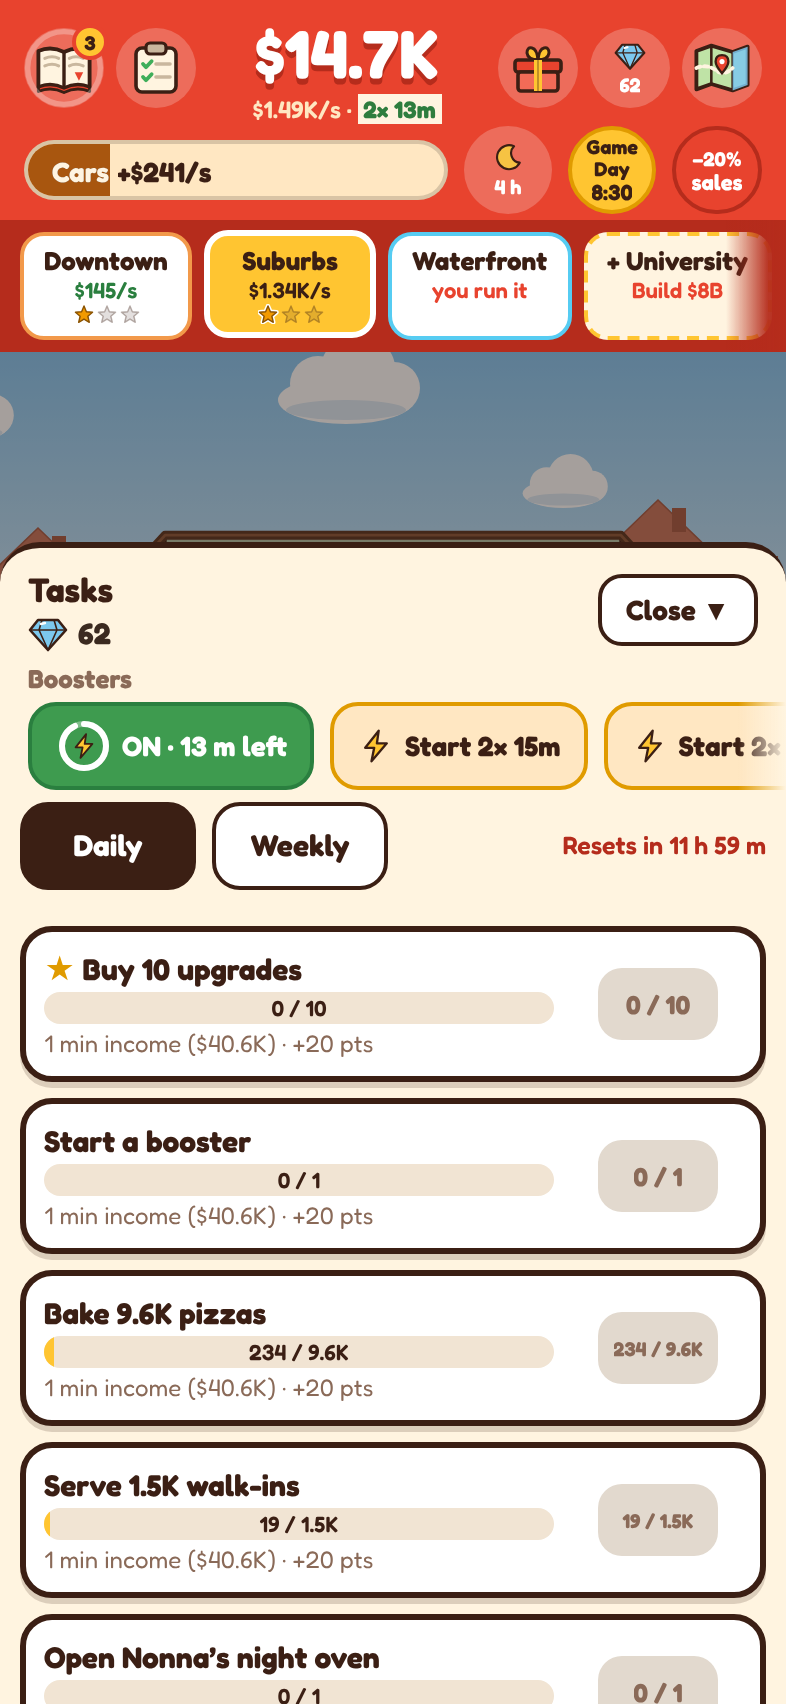 3
$14.7K
$1.49K/s · 2x 13m
62
Cars +$241/s
4 h
Game
Day
8:30
-20%
sales
Downtown
$145/s
Suburbs
$1.34K/s
Waterfront
you run it
+ University
Build $8B
Tasks
62
Close ▼
Boosters
ON · 13 m left
Start 2x 15m
Start 2x
Daily
Weekly
Resets in 11 h 59 m
★ Buy 10 upgrades
0 / 10
0 / 10
1 min income ($40.6K) · +20 pts
Start a booster
0 / 1
0 / 1
1 min income ($40.6K) · +20 pts
Bake 9.6K pizzas
234 / 9.6K
234 / 9.6K
1 min income ($40.6K) · +20 pts
Serve 1.5K walk-ins
19 / 1.5K
19 / 1.5K
1 min income ($40.6K) · +20 pts
Open Nonna's night oven
0 / 1
0 / 1